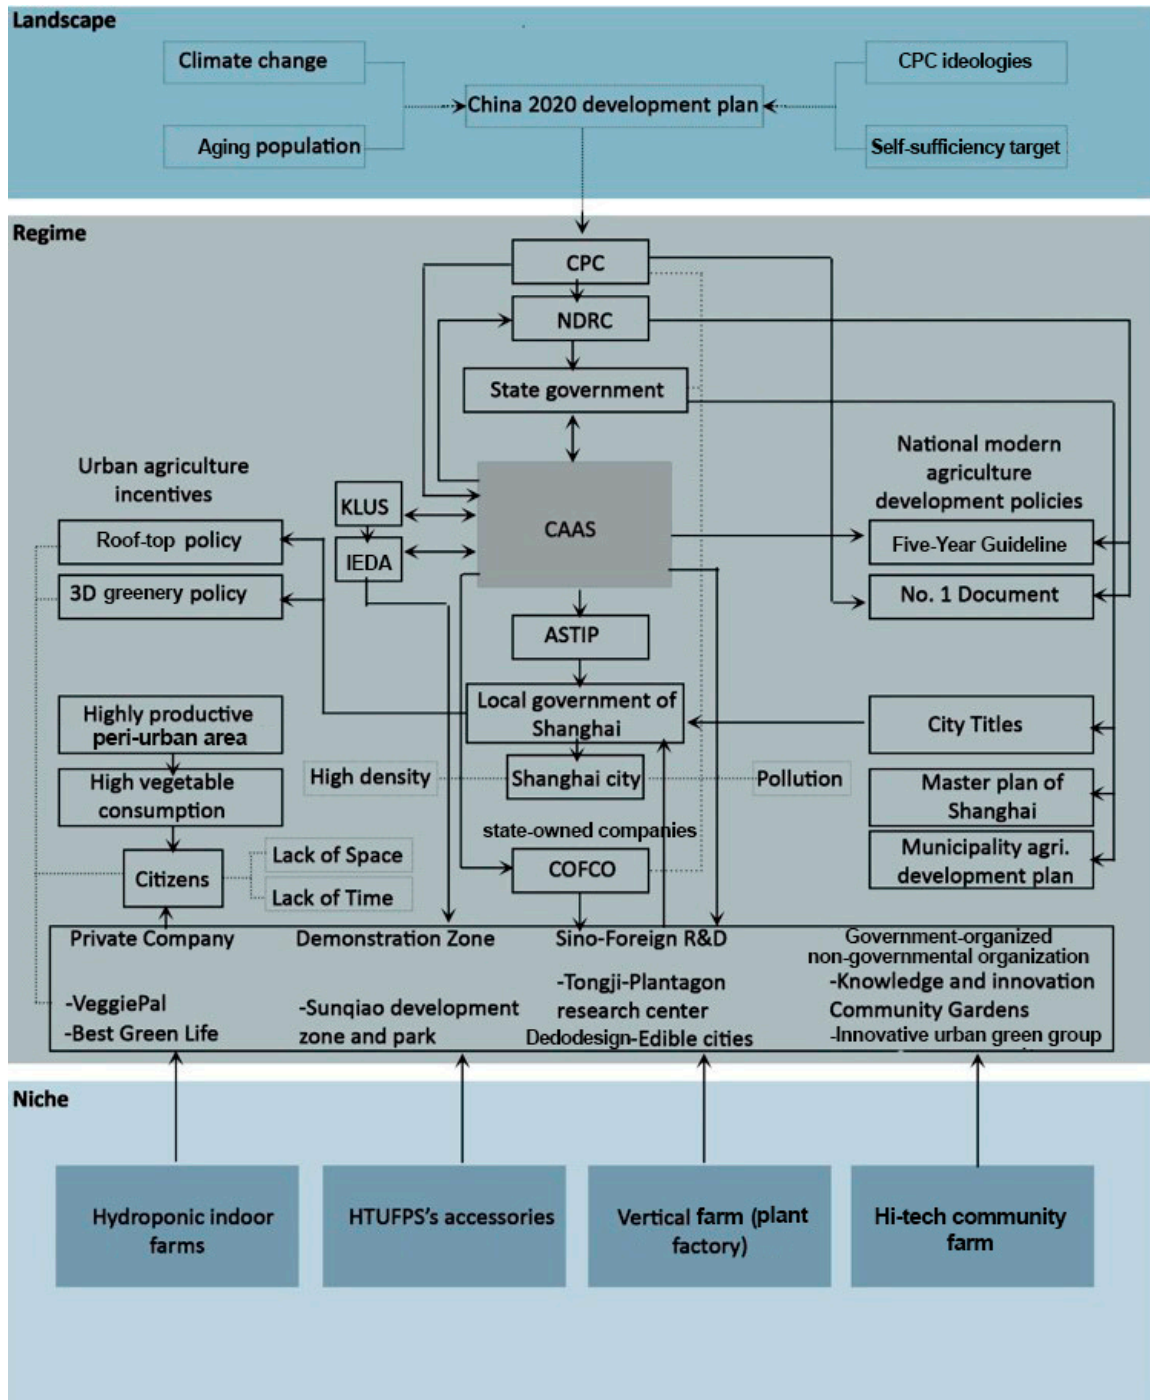 Landscape
Climate change
CPC ideologies
China 2020 development plan
Aging population
Self-sufficiency target
Regime
CPC
NDRC
State government
Urban agriculture
incentives
National modern
agriculture
development policies
KLUS
CAAS
Roof-top policy
IEDA
Five-Year Guideline
3D greenery policy
No. 1 Document
ASTIP
Highly productive
peri-urban area
Local government of
Shanghai
City Titles
High vegetable
consumption
High density
Shanghai city
Pollution
Master plan of
Shanghai
state-owned companies
Municipality agri.
development plan
Citizens
Lack of Space
Lack of Time
COFCO
Private Company
-VeggiePal
-Best Green Life
Demonstration Zone
-Sunqiao development
zone and park
Sino-Foreign R&D
-Tongji-Plantagon
research center
Dedodesign-Edible cities
Government-organized
non-governmental organization
-Knowledge and innovation
Community Gardens
-Innovative urban green group
Niche
Hydroponic indoor
farms
HTUFPS's accessories
Vertical farm (plant
factory)
Hi-tech community
farm